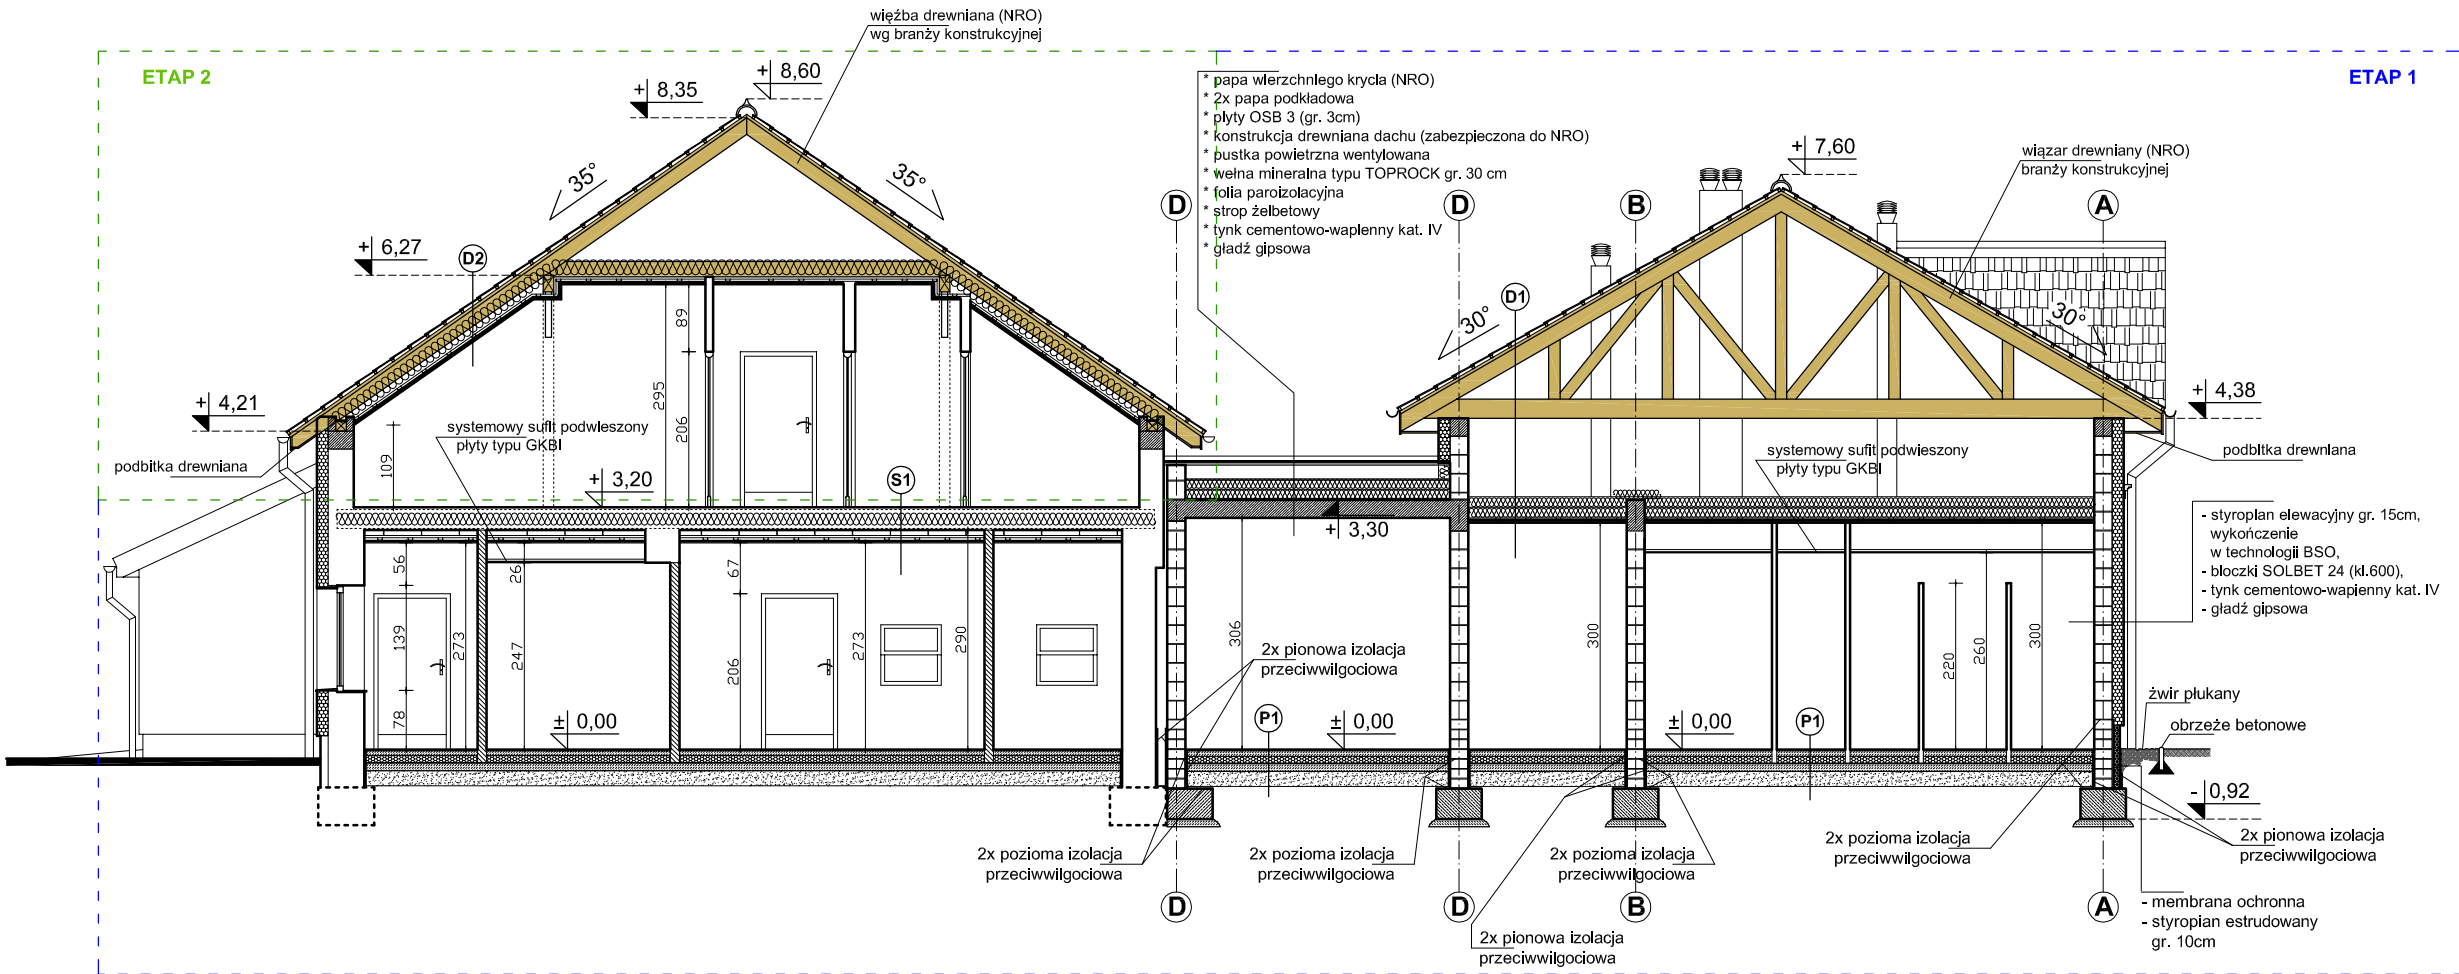 więźba drewniana (NRO)
wg branży konstrukcyjnej
ETAP 2
ETAP 1
+ 8,60
+ 8,35
* papa wierzchniego krycia (NRO)
* 2x papa podkładowa
* płyty OSB 3 (gr. 3cm)
* konstrukcja drewniana dachu (zabezpieczona do NRO)
* pustka powietrzna wentylowana
* wełna mineralna typu TOPROCK gr. 30 cm
* folia paroizolacyjna
* strop żelbetowy
* tynk cementowo-wapienny kat. IV
* gładź gipsowa
+ 7,60
wiązar drewniany (NRO)
branży konstrukcyjnej
35°
35°
D
D
B
A
+ 6,27
D2
D1
30°
30°
89
295
206
+ 4,21
+ 4,38
systemowy sufit podwieszony
płyty typu GKBI
podbitka drewniana
109
+ 3,20
S1
systemowy sufit podwieszony
płyty typu GKBI
podbitka drewniana
+ 3,30
- styropian elewacyjny gr. 15cm,
wykończenie
w technologii BSO,
- bloczki SOLBET 24 (kl.600),
- tynk cementowo-wapienny kat. IV
- gładź gipsowa
56
139
78
273
26
247
67
206
273
290
306
300
220
260
300
2x pionowa izolacja
przeciwwilgociowa
± 0,00
P1
± 0,00
± 0,00
P1
żwir płukany
obrzeże betonowe
- 0,92
2x pozioma izolacja
przeciwwilgociowa
2x pozioma izolacja
przeciwwilgociowa
2x pozioma izolacja
przeciwwilgociowa
2x pozioma izolacja
przeciwwilgociowa
2x pionowa izolacja
przeciwwilgociowa
D
D
B
A
2x pionowa izolacja
przeciwwilgociowa
- membrana ochronna
- styropian estrudowany
gr. 10cm